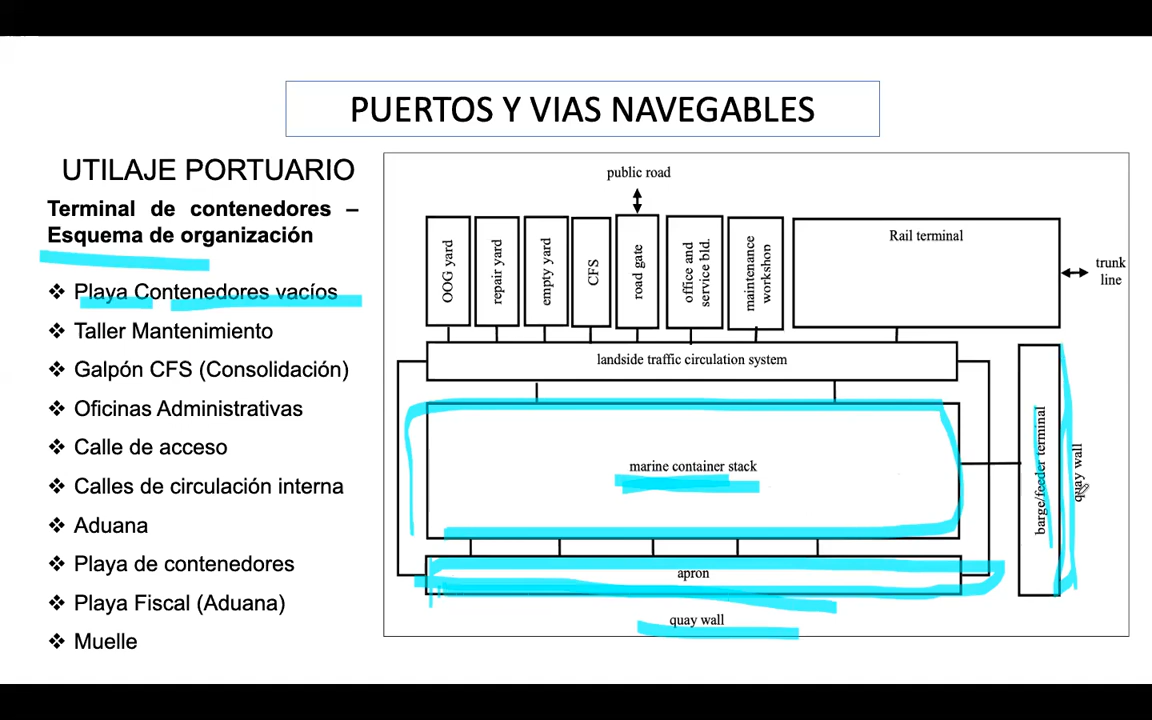 PUERTOS Y VIAS NAVEGABLES
UTILAJE PORTUARIO
Terminal de contenedores –
Esquema de organización
❖ Playa Contenedores vacíos
❖ Taller Mantenimiento
❖ Galpón CFS (Consolidación)
❖ Oficinas Administrativas
❖ Calle de acceso
❖ Calles de circulación interna
❖ Aduana
❖ Playa de contenedores
❖ Playa Fiscal (Aduana)
❖ Muelle
public road
OOG yard
repair yard
empty yard
CFS
road gate
office and
service bld.
maintenance
workshop
Rail terminal
trunk
line
landside traffic circulation system
marine container stack
barge/feeder terminal
quay wall
apron
quay wall